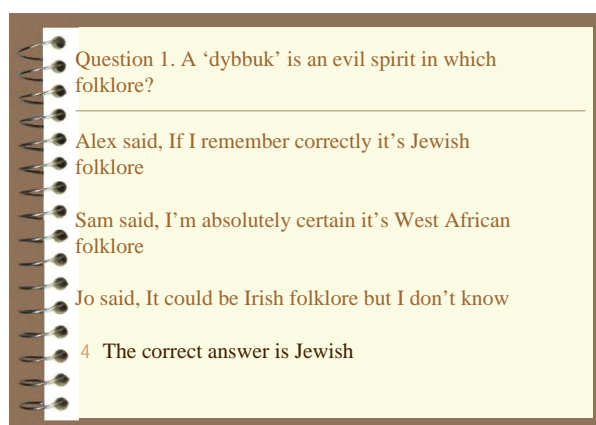 Question 1. A ‘dybbuk’ is an evil spirit in which
folklore?
Alex said, If I remember correctly it’s Jewish
folklore
Sam said, I’m absolutely certain it’s West African
folklore
Jo said, It could be Irish folklore but I don’t know
4 The correct answer is Jewish